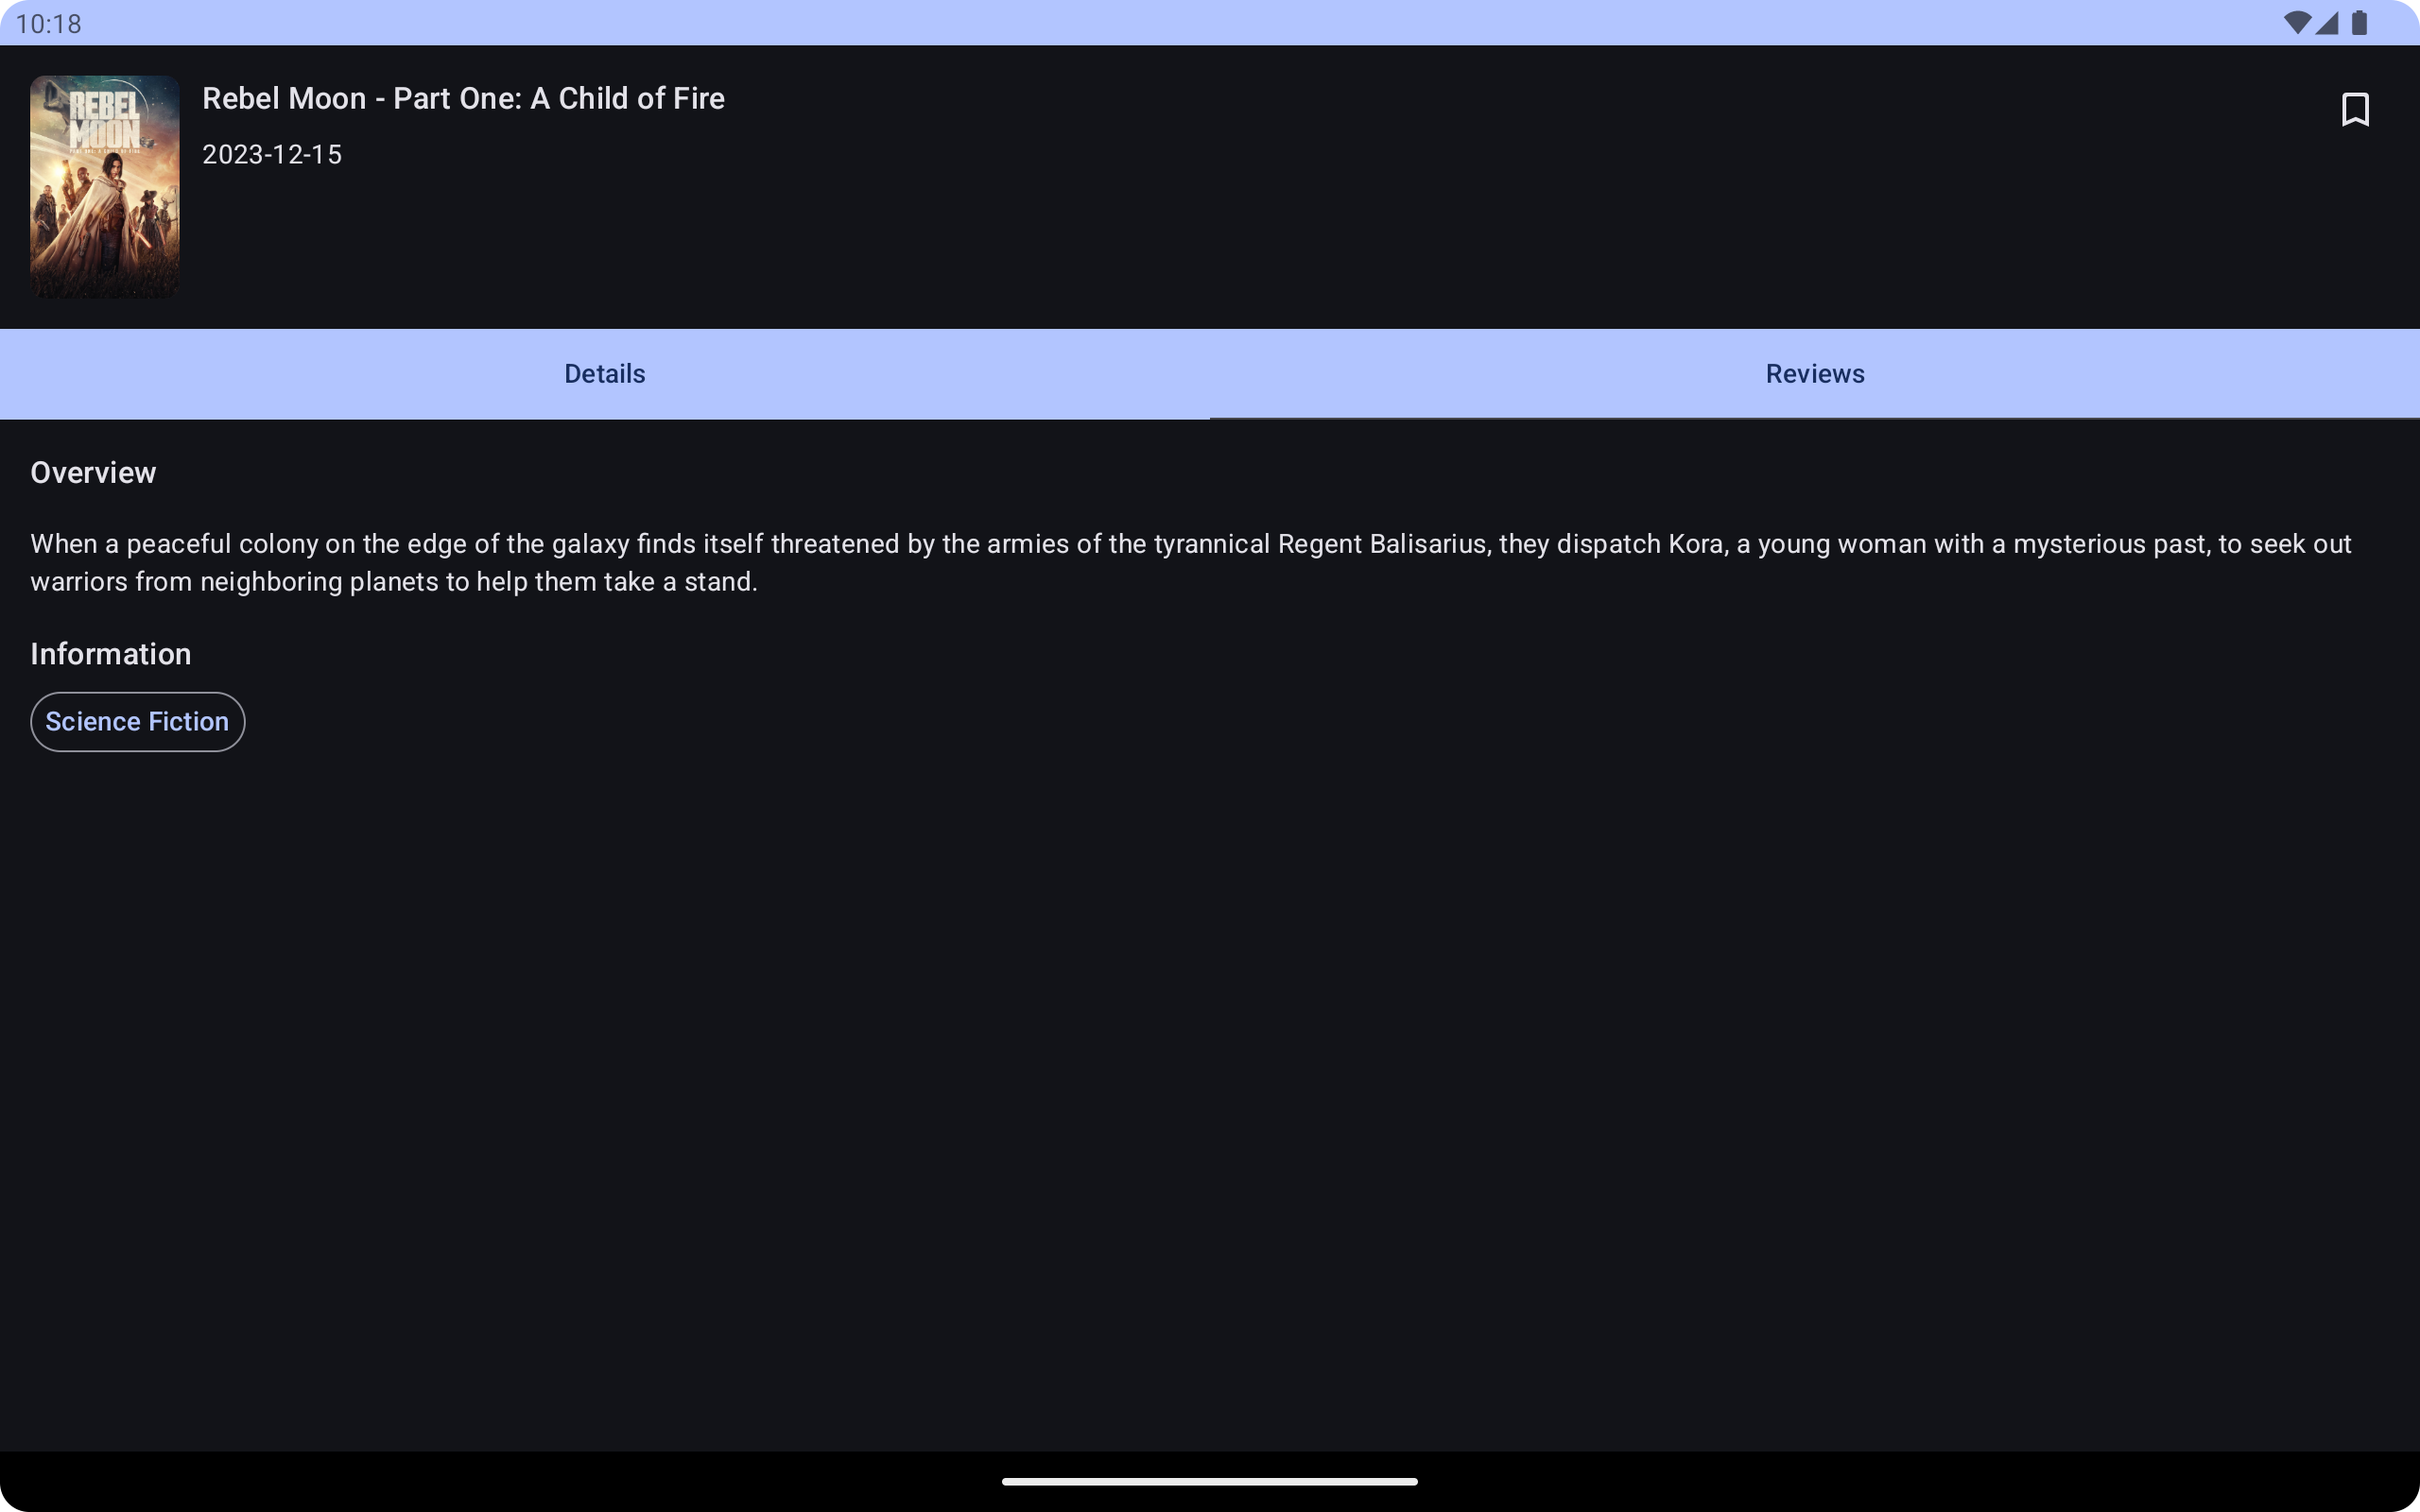 10:18
REBEL
MOON
Rebel Moon - Part One: A Child of Fire
2023-12-15
Details
Reviews
Overview
When a peaceful colony on the edge of the galaxy finds itself threatened by the armies of the tyrannical Regent Balisarius, they dispatch Kora, a young woman with a mysterious past, to seek out
warriors from neighboring planets to help them take a stand.
Information
Science Fiction